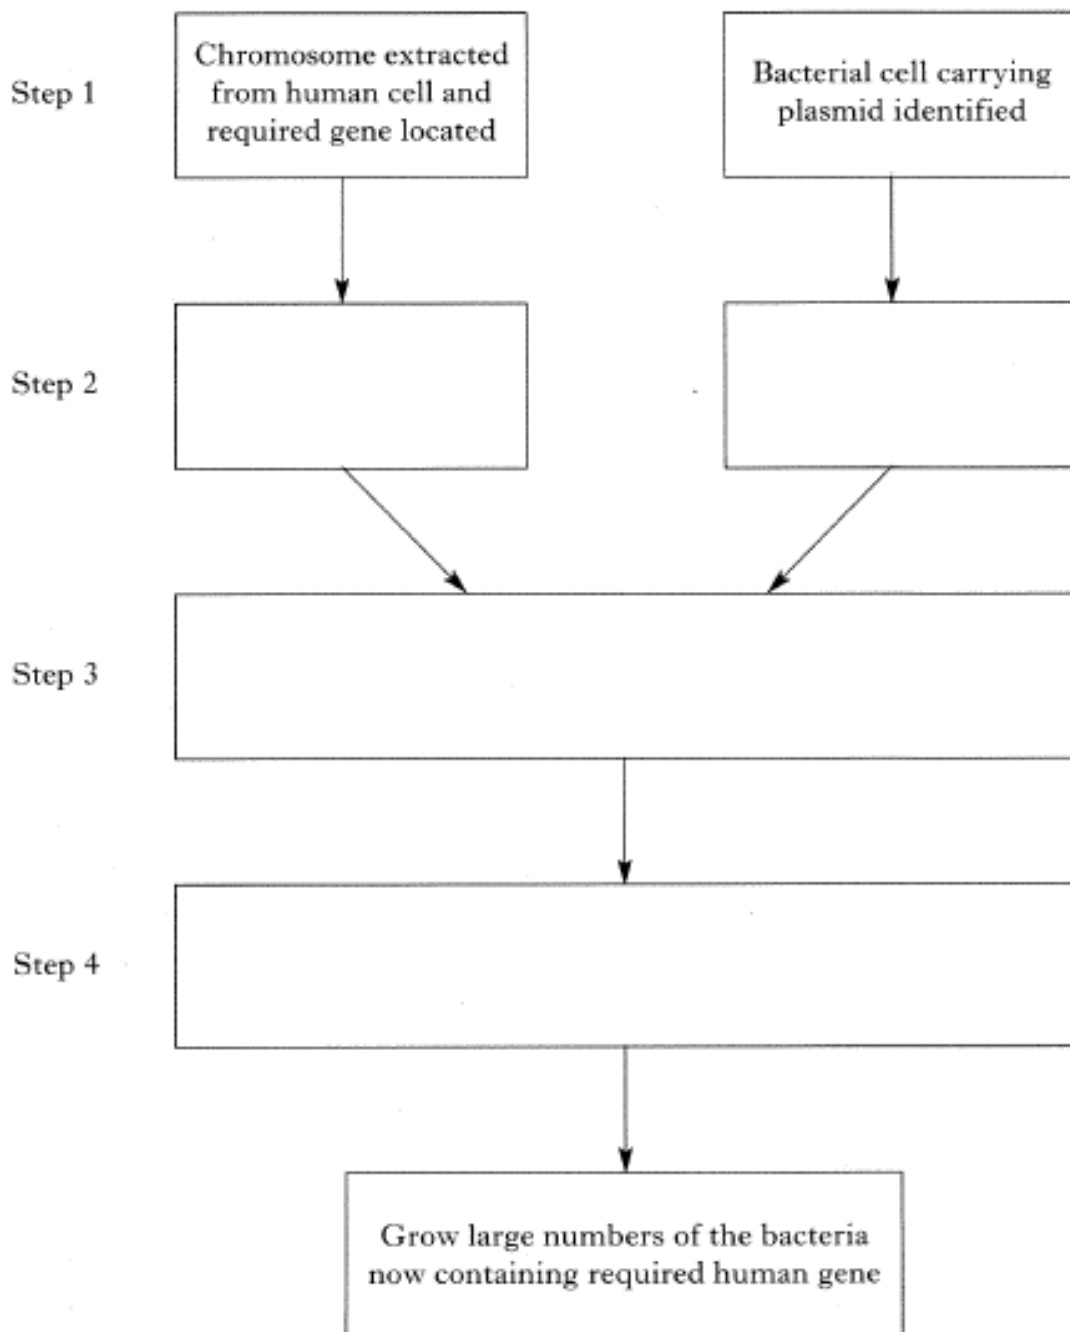 Step 1
Chromosome extracted
from human cell and
required gene located
Bacterial cell carrying
plasmid identified
Step 2
Step 3
Step 4
Grow large numbers of the bacteria
now containing required human gene